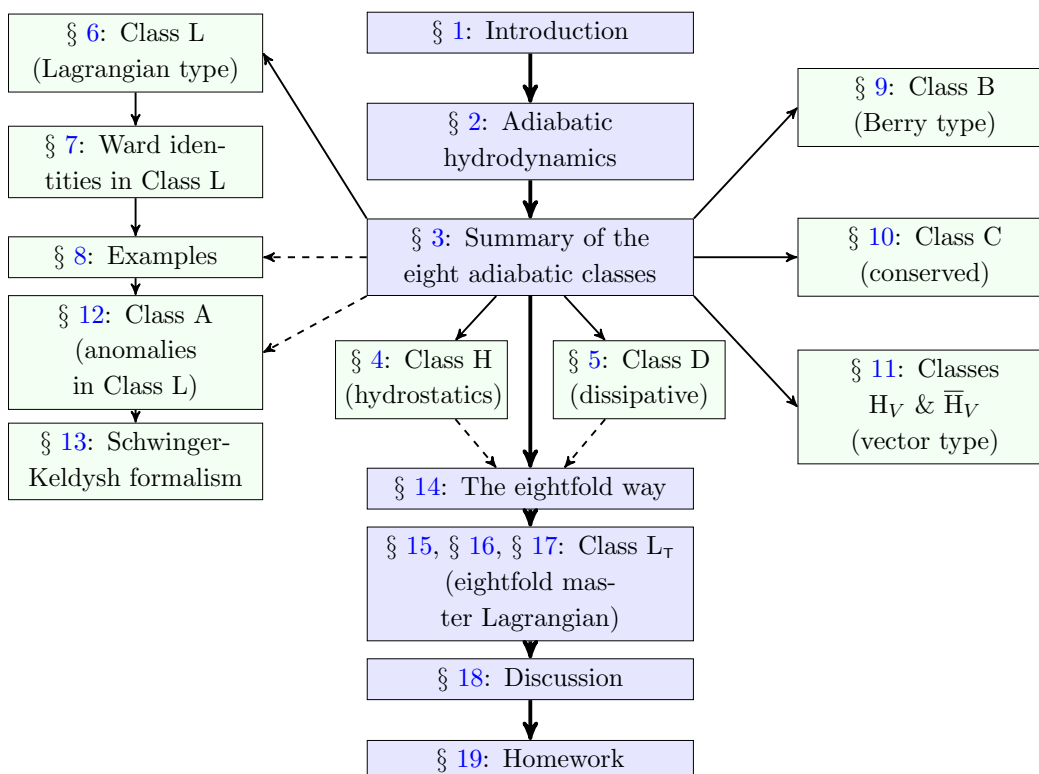 § 1: Introduction
§ 2: Adiabatic
hydrodynamics
§ 3: Summary of the
eight adiabatic classes
§ 6: Class L
(Lagrangian type)
§ 7: Ward iden-
tities in Class L
§ 8: Examples
§ 12: Class A
(anomalies
in Class L)
§ 13: Schwinger-
Keldysh formalism
§ 4: Class H
(hydrostatics)
§ 5: Class D
(dissipative)
§ 9: Class B
(Berry type)
§ 10: Class C
(conserved)
§ 11: Classes
H_V & H̅_V
(vector type)
§ 14: The eightfold way
§ 15, § 16, § 17: Class L_T
(eightfold mas-
ter Lagrangian)
§ 18: Discussion
§ 19: Homework